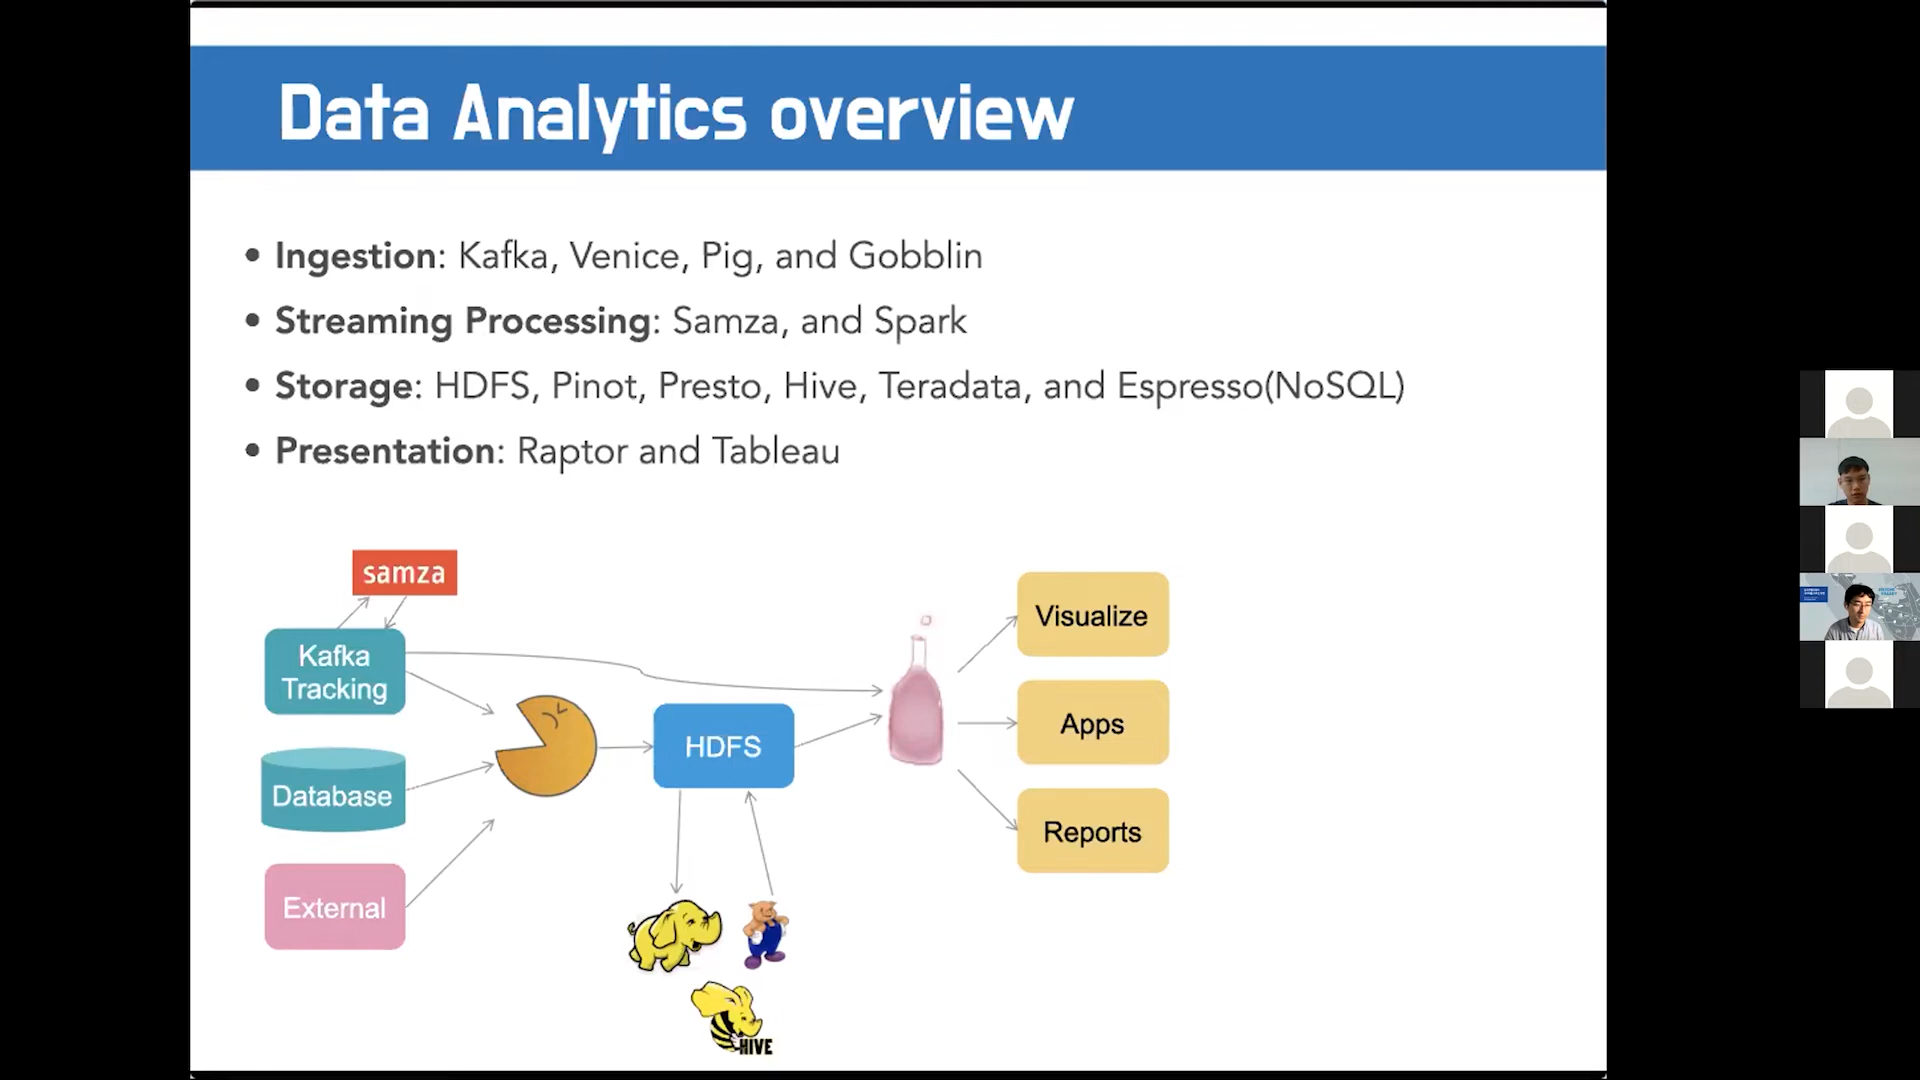 Data Analytics overview
• Ingestion: Kafka, Venice, Pig, and Gobblin
• Streaming Processing: Samza, and Spark
• Storage: HDFS, Pinot, Presto, Hive, Teradata, and Espresso(NoSQL)
• Presentation: Raptor and Tableau
samza
Kafka
Tracking
Database
External
HDFS
HIVE
Visualize
Apps
Reports